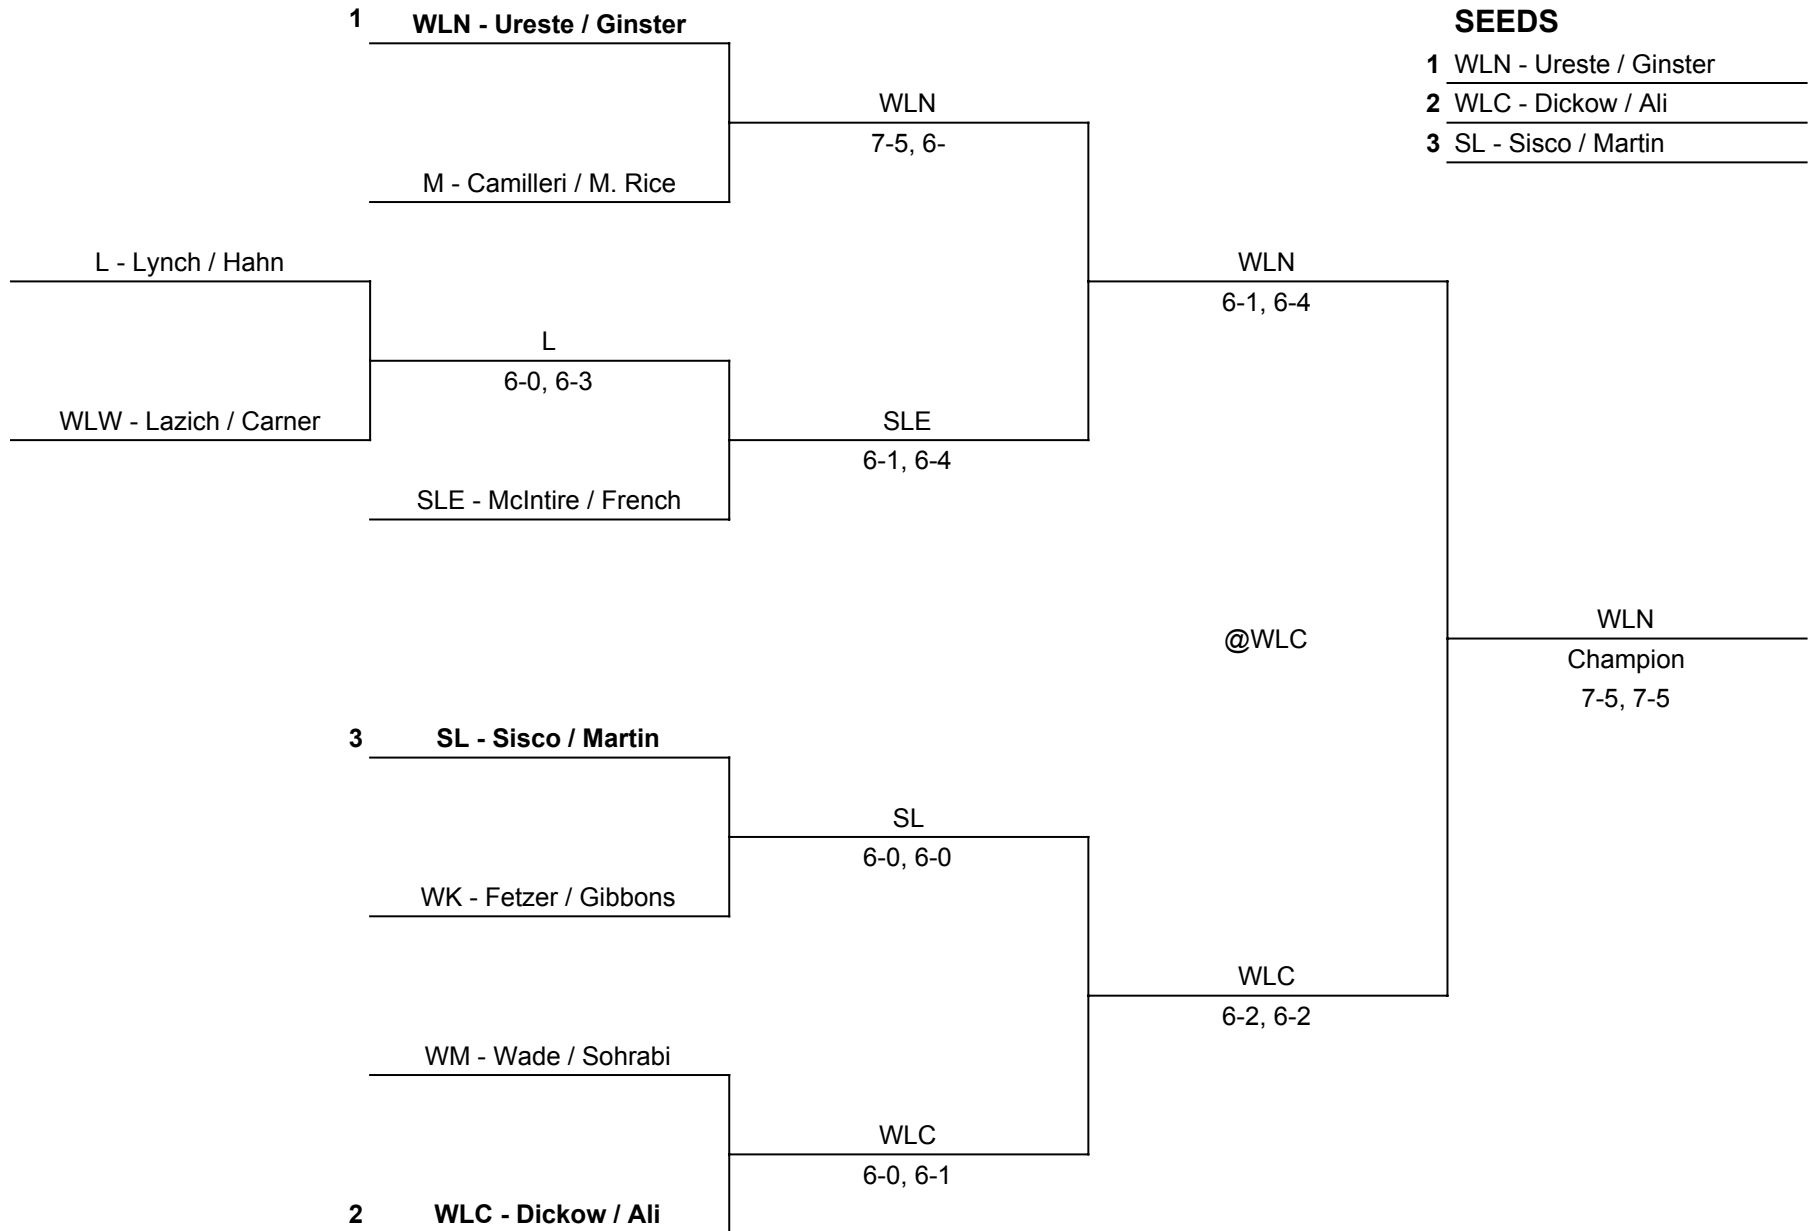 1 WLN - Ureste / Ginster
SEEDS
1 WLN - Ureste / Ginster
WLN
2 WLC - Dickow / Ali
7-5, 6-
3 SL - Sisco / Martin
M - Camilleri / M. Rice
L - Lynch / Hahn
WLN
6-1, 6-4
L
6-0, 6-3
WLW - Lazich / Carner
SLE
6-1, 6-4
SLE - McIntire / French
WLN
@WLC
Champion
7-5, 7-5
3 SL - Sisco / Martin
SL
6-0, 6-0
WK - Fetzer / Gibbons
WLC
6-2, 6-2
WM - Wade / Sohrabi
WLC
6-0, 6-1
2 WLC - Dickow / Ali